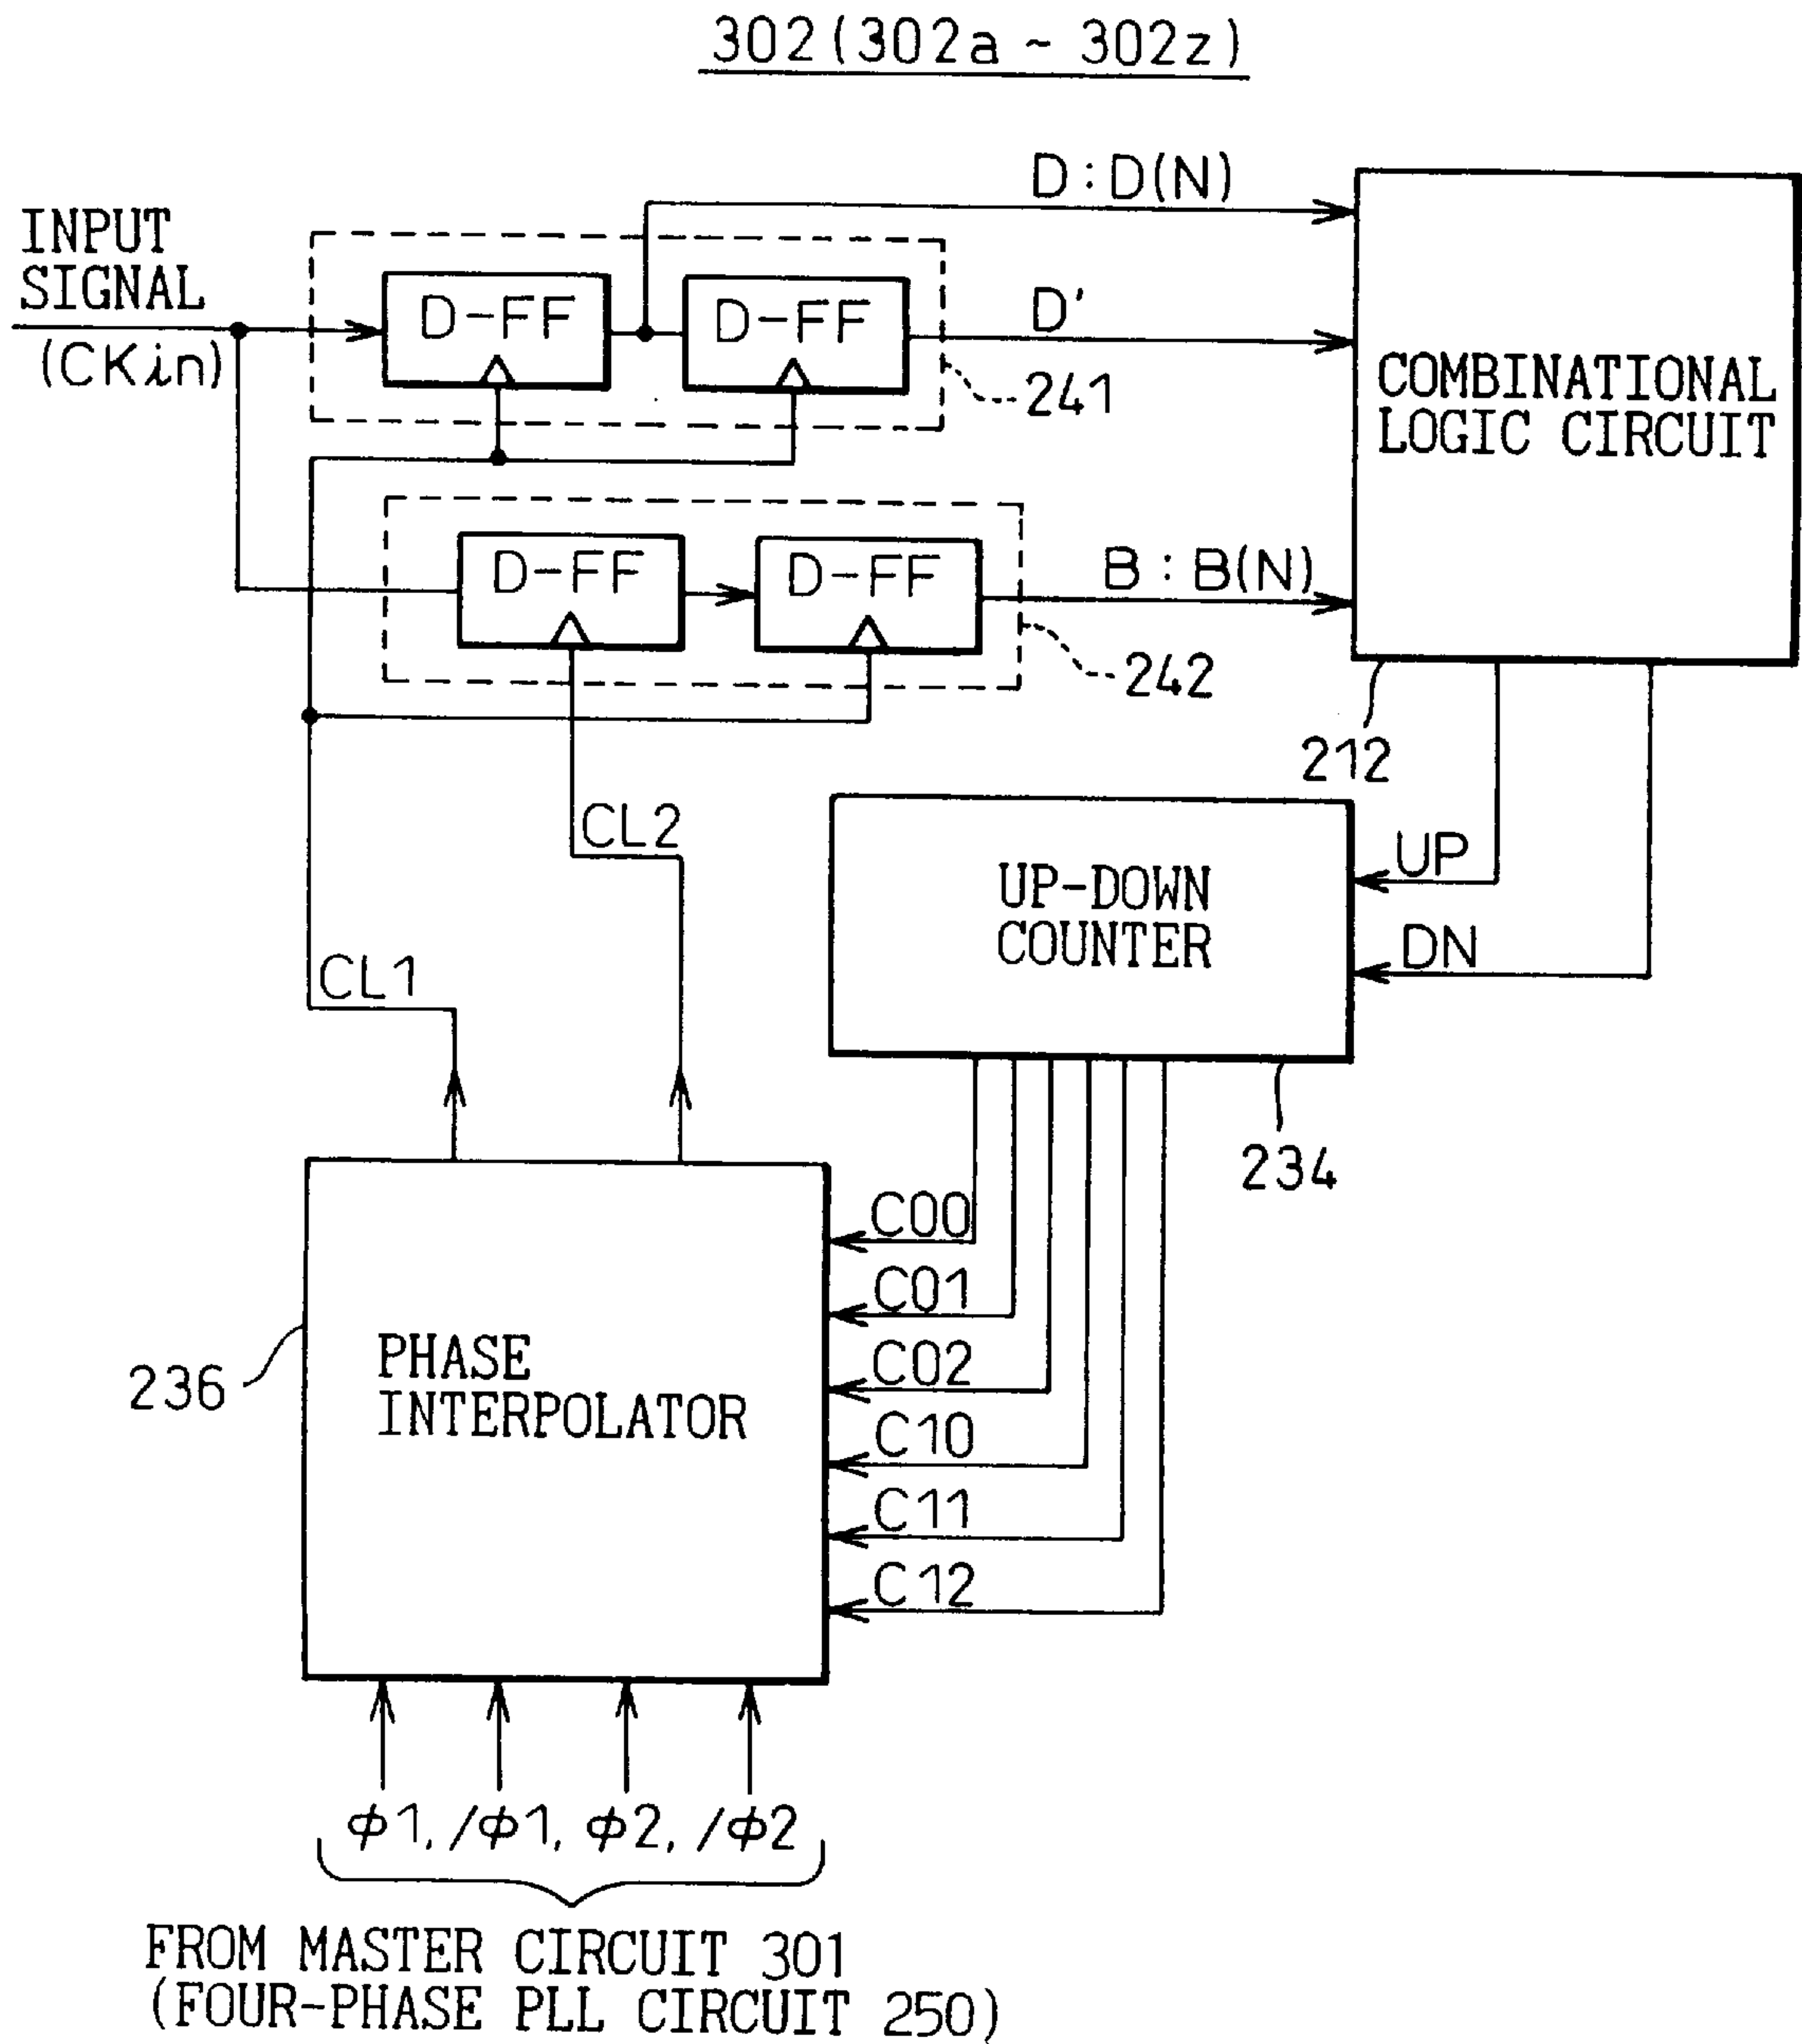 302(302a ~ 302z)
INPUT
SIGNAL
(CKin)
D : D(N)
D-FF
D-FF
D'
241
COMBINATIONAL
LOGIC CIRCUIT
D-FF
D-FF
B : B(N)
242
212
CL2
UP
UP-DOWN
COUNTER
DN
CL1
234
C00
C01
PHASE
INTERPOLATOR
236
C02
C10
C11
C12
φ1, /φ1, φ2, /φ2
FROM MASTER CIRCUIT 301
(FOUR-PHASE PLL CIRCUIT 250)